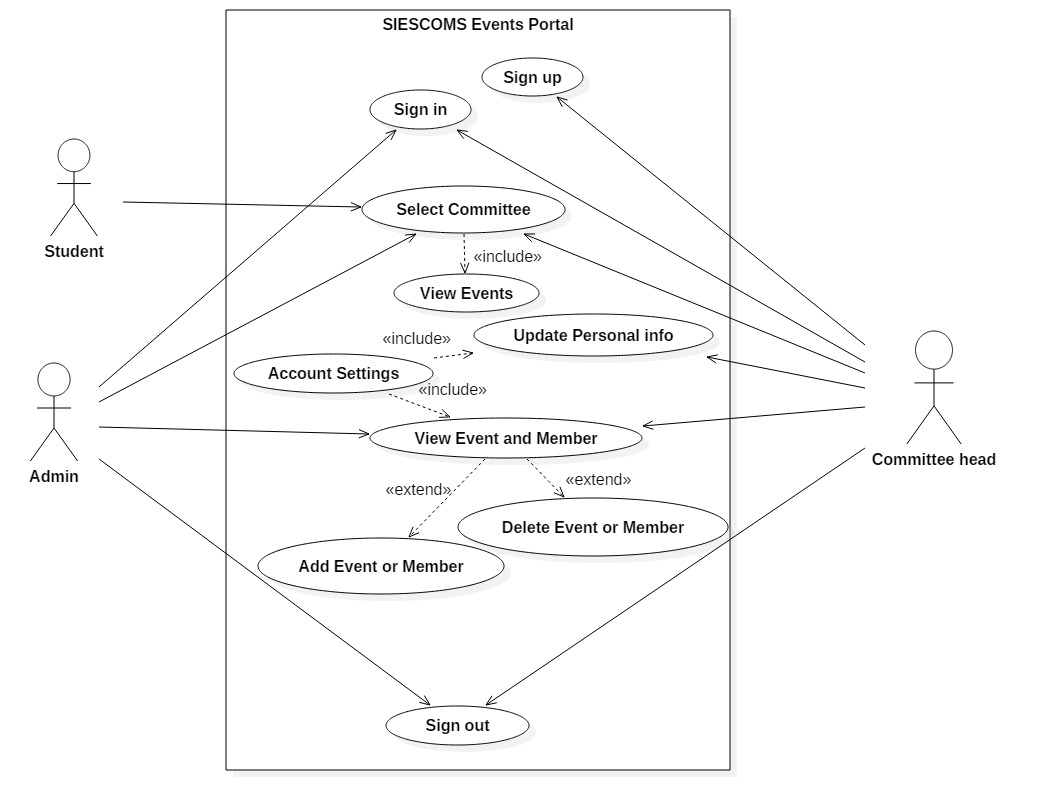 SIESCOMS Events Portal
Sign up
Sign in
Select Committee
Student
«include»
View Events
Update Personal info
«include»
Account Settings
«include»
View Event and Member
Committee head
Admin
«extend»
«extend»
Delete Event or Member
Add Event or Member
Sign out